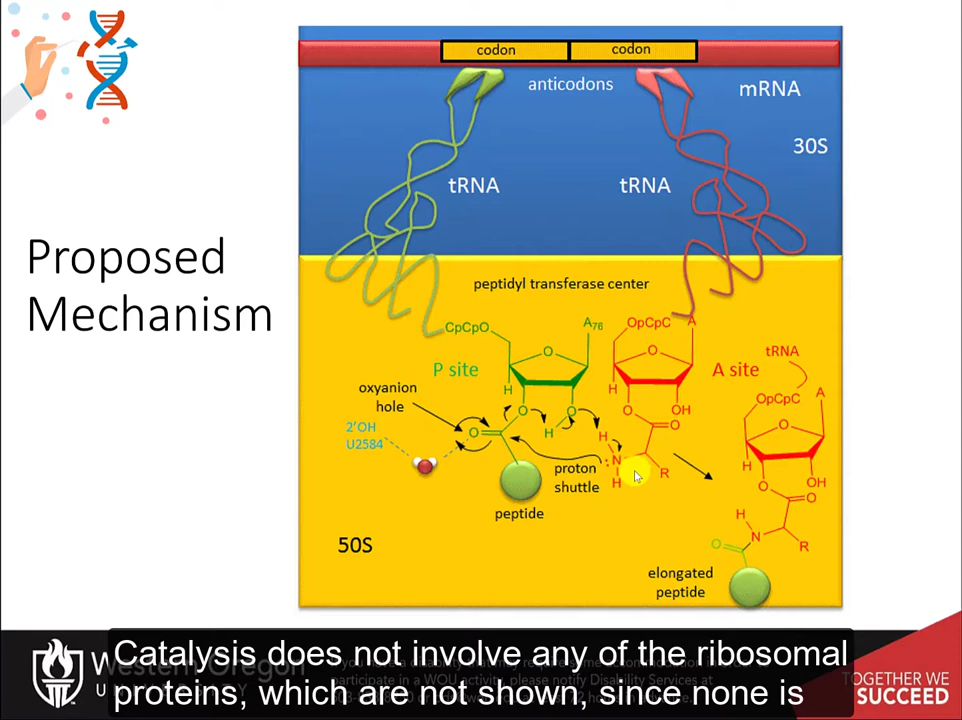 codon
codon
anticodons
mRNA
30S
tRNA
tRNA
Proposed
Mechanism
peptidyl transferase center
CpCpO
A76
OpCpC
A
P site
A site
O
O
tRNA
oxyanion
hole
H
H
OpCpC
A
O
O
O
OH
2'OH
U2584
O
H
H
O
O
N
H
R
proton
shuttle
H
OH
O
O
peptide
H
N
R
50S
O
elongated
peptide
Catalysis does not involve any of the ribosomal
proteins, which are not shown, since none is
TOGETHER WE
SUCCEED